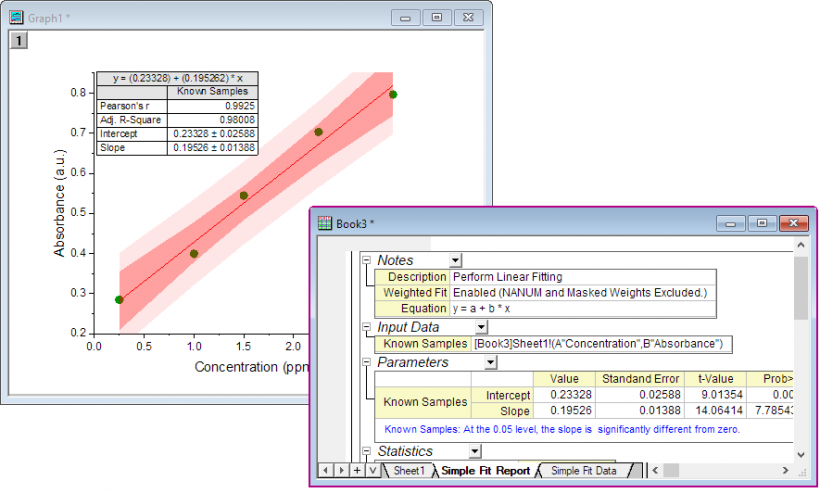 Graph1 *
1
y = (0.23328) + (0.195262) * x
Known Samples
Pearson's r 0.9925
Adj. R-Square 0.98008
Intercept 0.23328 ± 0.02588
Slope 0.19526 ± 0.01388
0.8
0.7
0.6
0.5
0.4
0.3
0.2
Absorbance (a.u.)
0.0 0.5 1.0 1.5 2.0
Concentration (ppm
Book3 *
Notes
Description Perform Linear Fitting
Weighted Fit Enabled (NANUM and Masked Weights Excluded.)
Equation y = a + b * x
Input Data
Known Samples [Book3]Sheet1!(A"Concentration",B"Absorbance")
Parameters
Value Standand Error t-Value Prob>
Known Samples Intercept 0.23328 0.02588 9.01354 0.00
Slope 0.19526 0.01388 14.06414 7.78543
Known Samples: At the 0.05 level, the slope is significantly different from zero.
Statistics
Sheet1 Simple Fit Report Simple Fit Data